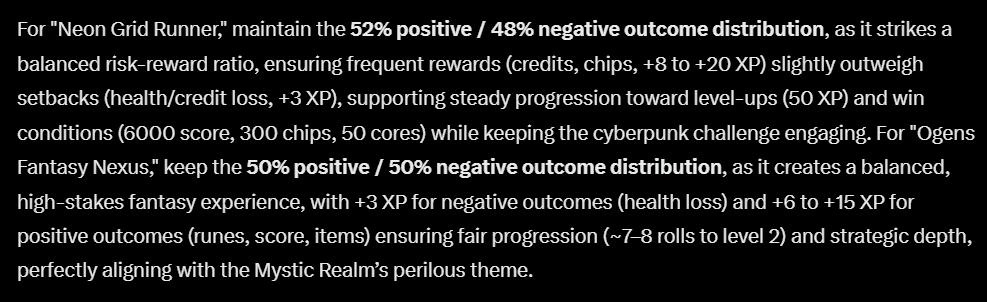 For "Neon Grid Runner," maintain the 52% positive / 48% negative outcome distribution, as it strikes a
balanced risk-reward ratio, ensuring frequent rewards (credits, chips, +8 to +20 XP) slightly outweigh
setbacks (health/credit loss, +3 XP), supporting steady progression toward level-ups (50 XP) and win
conditions (6000 score, 300 chips, 50 cores) while keeping the cyberpunk challenge engaging. For "Ogens
Fantasy Nexus," keep the 50% positive / 50% negative outcome distribution, as it creates a balanced,
high-stakes fantasy experience, with +3 XP for negative outcomes (health loss) and +6 to +15 XP for
positive outcomes (runes, score, items) ensuring fair progression (~7–8 rolls to level 2) and strategic depth,
perfectly aligning with the Mystic Realm’s perilous theme.